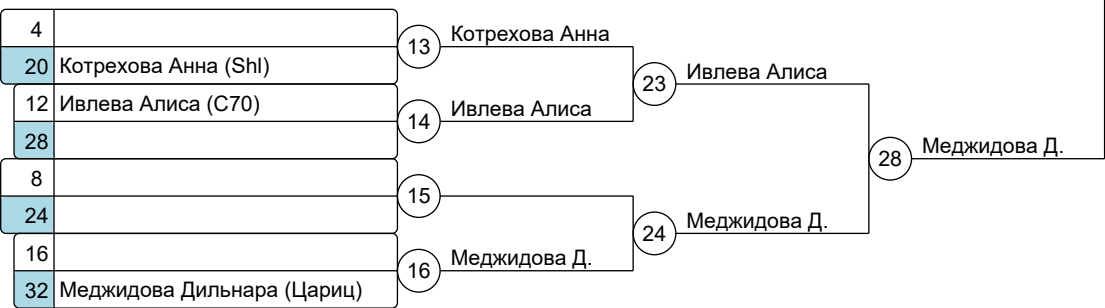 4
13
Котрехова Анна
20 Котрехова Анна (Shl)
23
Ивлева Алиса
12 Ивлева Алиса (C70)
14
Ивлева Алиса
28
28
Меджидова Д.
8
15
24
24
Меджидова Д.
16
16
Меджидова Д.
32 Меджидова Дильнара (Цариц)